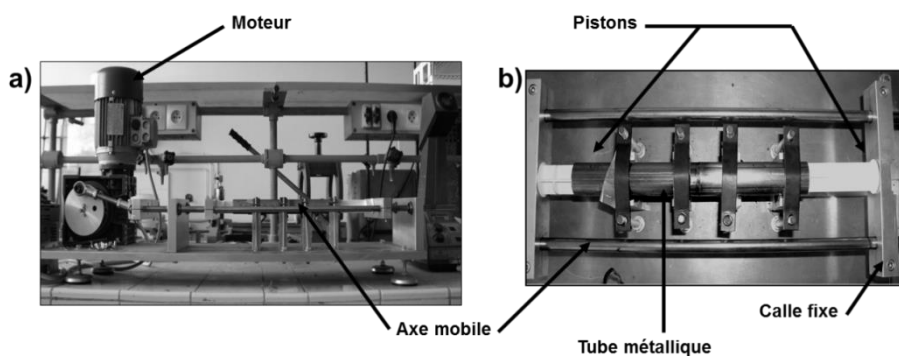 Moteur
Pistons
a)
b)
Axe mobile
Tube métallique
Calle fixe